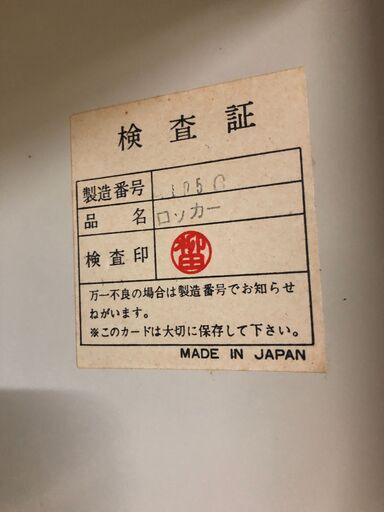 検査証
製造番号
品名 ロッカー
検査印
万一不良の場合は製造番号でお知らせ
ねがいます。
※このカードは大切に保存して下さい。
MADE IN JAPAN